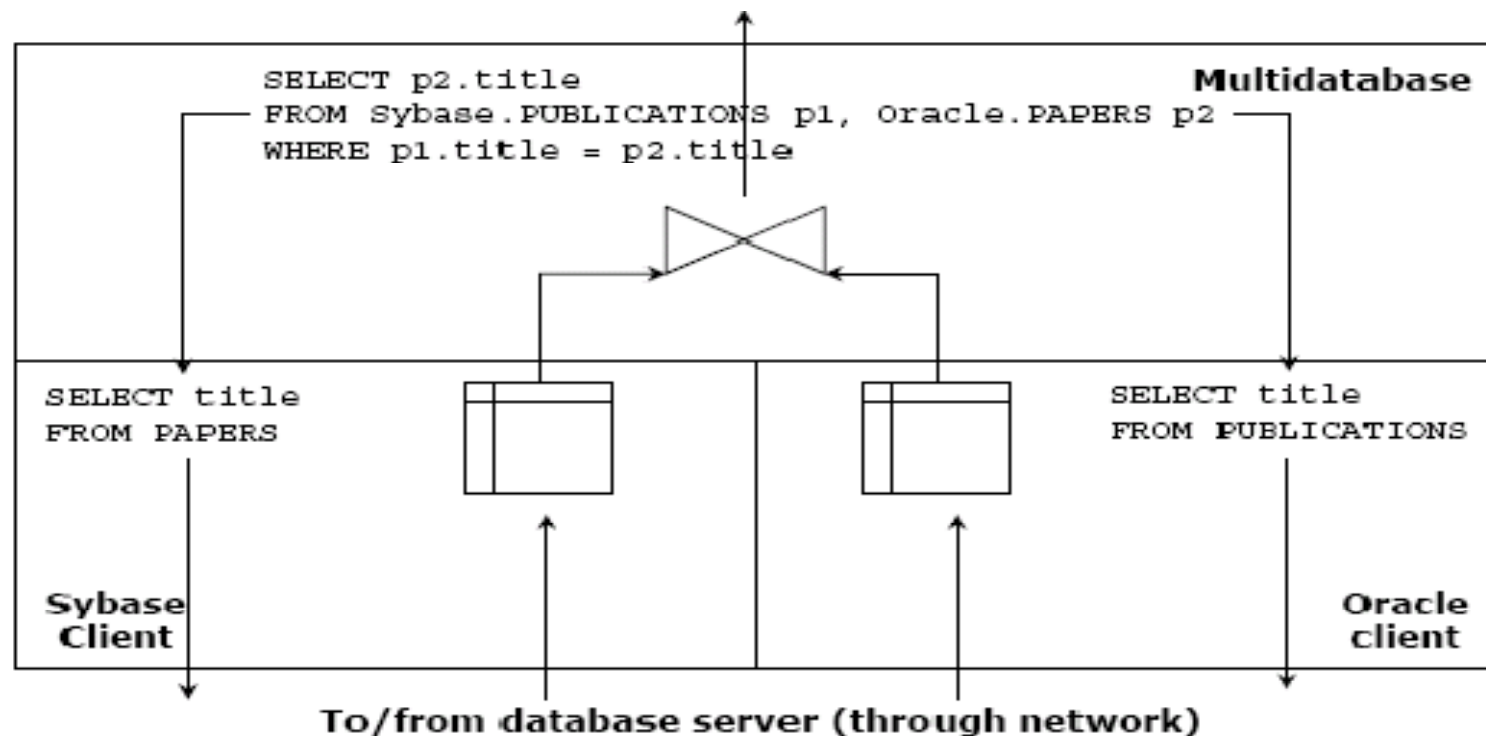 SELECT p2.title
FROM Sybase.PUBLICATIONS p1, Oracle.PAPERS p2
WHERE p1.title = p2.title
Multidatabase
SELECT title
FROM PAPERS
SELECT title
FROM PUBLICATIONS
Sybase
Client
Oracle
client
To/from database server (through network)